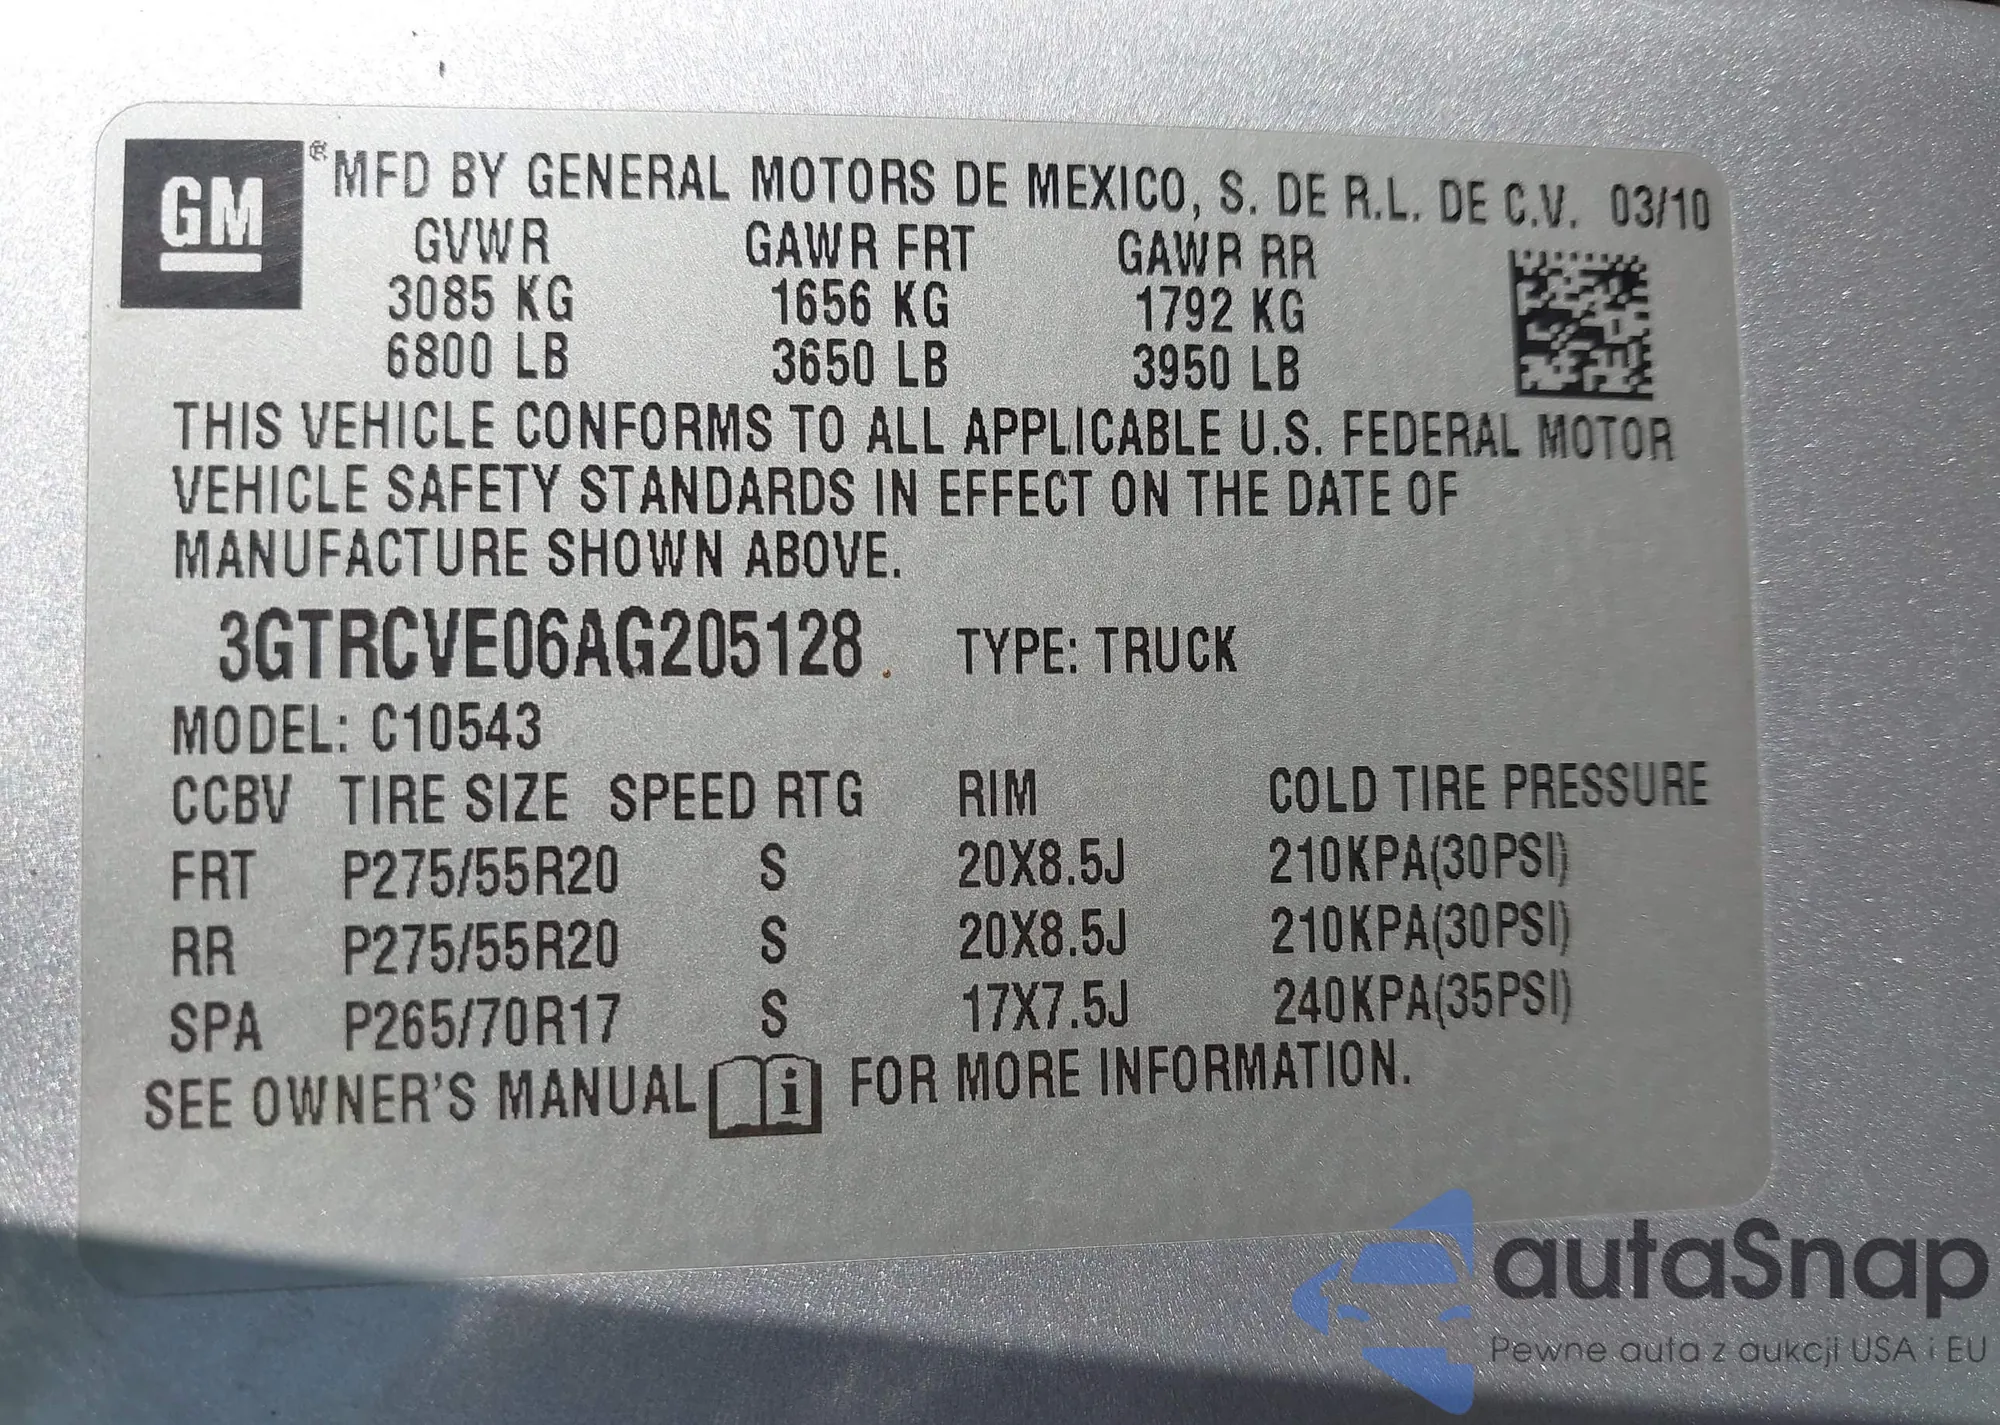 GM ® MFD BY GENERAL MOTORS DE MEXICO, S. DE R.L. DE C.V. 03/10
GVWR GAWR FRT GAWR RR
3085 KG 1656 KG 1792 KG
6800 LB 3650 LB 3950 LB
THIS VEHICLE CONFORMS TO ALL APPLICABLE U.S. FEDERAL MOTOR
VEHICLE SAFETY STANDARDS IN EFFECT ON THE DATE OF
MANUFACTURE SHOWN ABOVE.
3GTRCVE06AG205128 TYPE: TRUCK
MODEL: C10543
CCBV TIRE SIZE SPEED RTG RIM COLD TIRE PRESSURE
FRT P275/55R20 S 20X8.5J 210KPA(30PSI)
RR P275/55R20 S 20X8.5J 210KPA(30PSI)
SPA P265/70R17 S 17X7.5J 240KPA(35PSI)
SEE OWNER'S MANUAL i FOR MORE INFORMATION.
autaSnap
Pewne auta z aukcji USA i EU